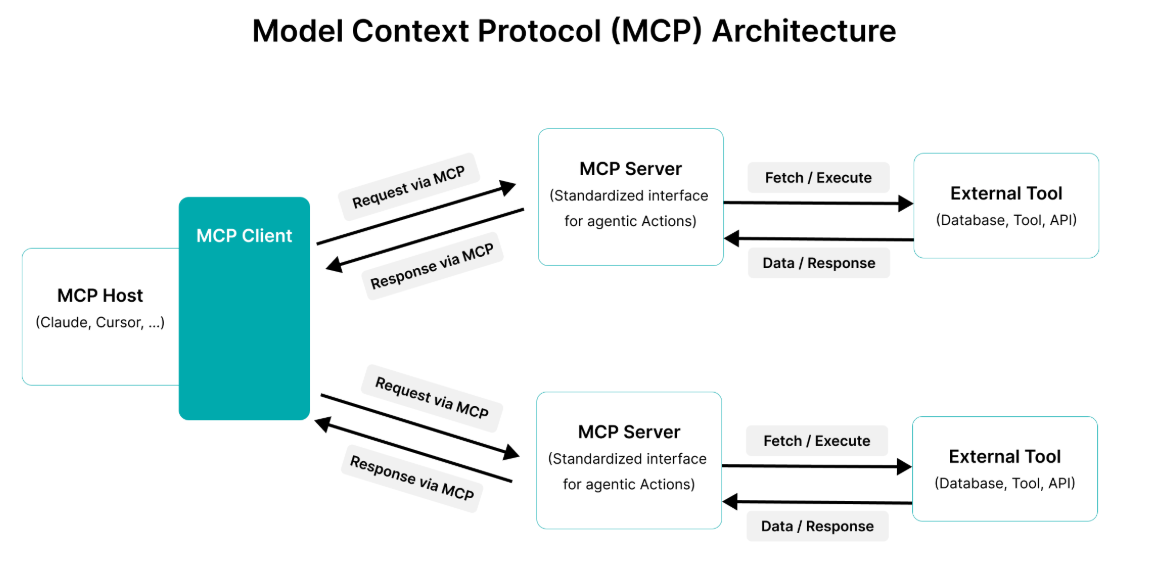 Model Context Protocol (MCP) Architecture
MCP Client
MCP Host
(Claude, Cursor, ...)
Request via MCP
Response via MCP
MCP Server
(Standardized interface
for agentic Actions)
Fetch / Execute
Data / Response
External Tool
(Database, Tool, API)
Request via MCP
Response via MCP
MCP Server
(Standardized interface
for agentic Actions)
Fetch / Execute
Data / Response
External Tool
(Database, Tool, API)